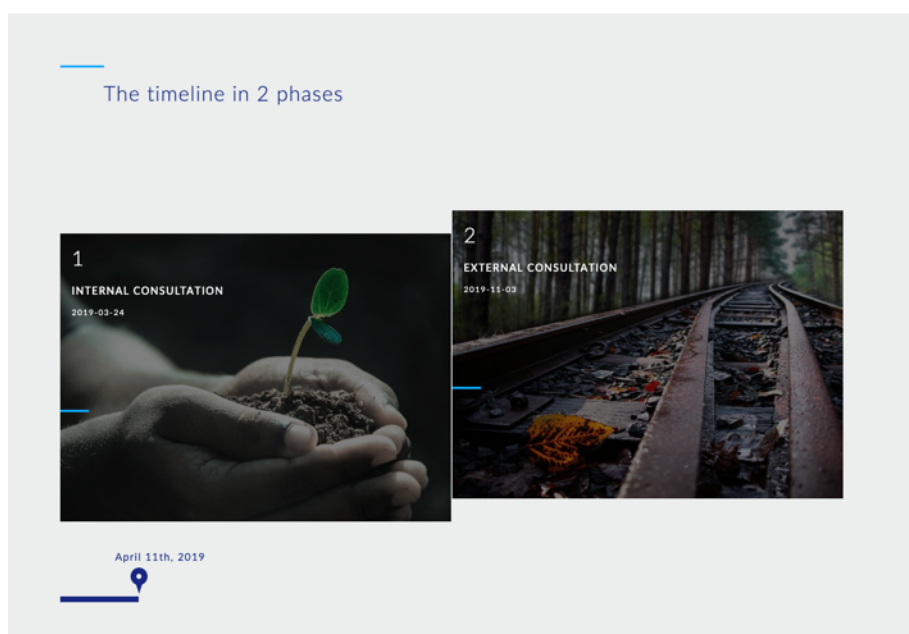 The timeline in 2 phases
1
INTERNAL CONSULTATION
2019-03-24
2
EXTERNAL CONSULTATION
2019-11-03
April 11th, 2019